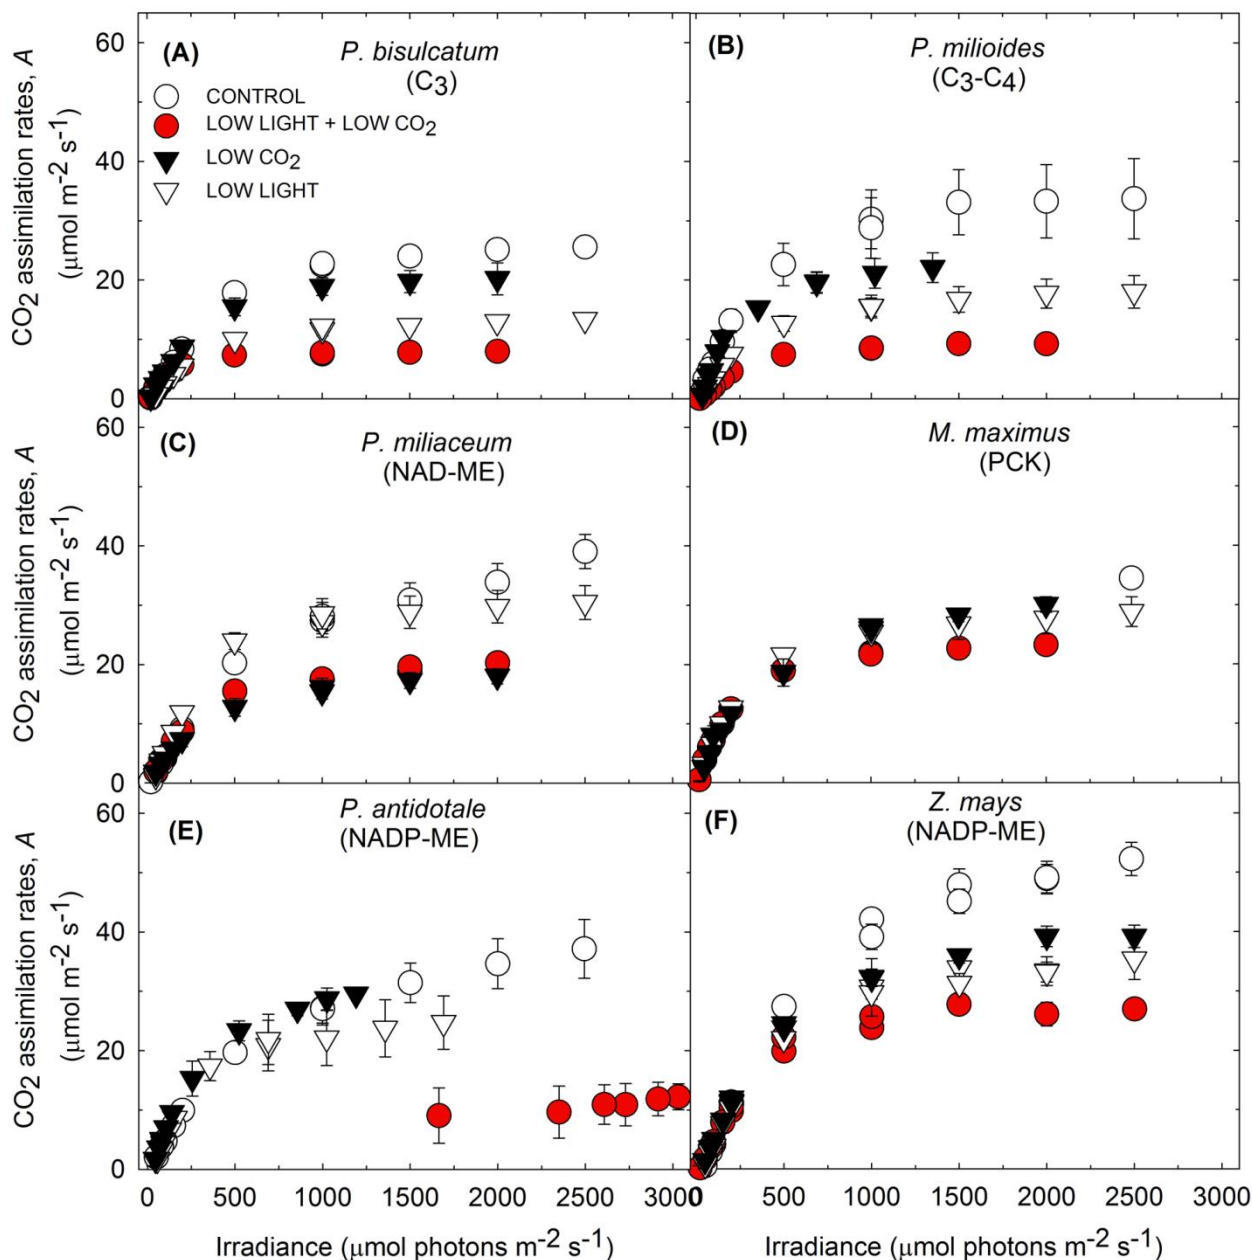 (A)
P. bisulcatum
(C3)
CONTROL
LOW LIGHT + LOW CO2
LOW CO2
LOW LIGHT
60
40
20
0
CO2 assimilation rates, A
(μmol m-2 s-1)
(B)
P. milioides
(C3-C4)
(C)
P. miliaceum
(NAD-ME)
60
40
20
0
CO2 assimilation rates, A
(μmol m-2 s-1)
(D)
M. maximus
(PCK)
(E)
P. antidotale
(NADP-ME)
60
40
20
0
CO2 assimilation rates, A
(μmol m-2 s-1)
0 500 1000 1500 2000 2500 3000
Irradiance (μmol photons m-2 s-1)
(F)
Z. mays
(NADP-ME)
0 500 1000 1500 2000 2500 3000
Irradiance (μmol photons m-2 s-1)